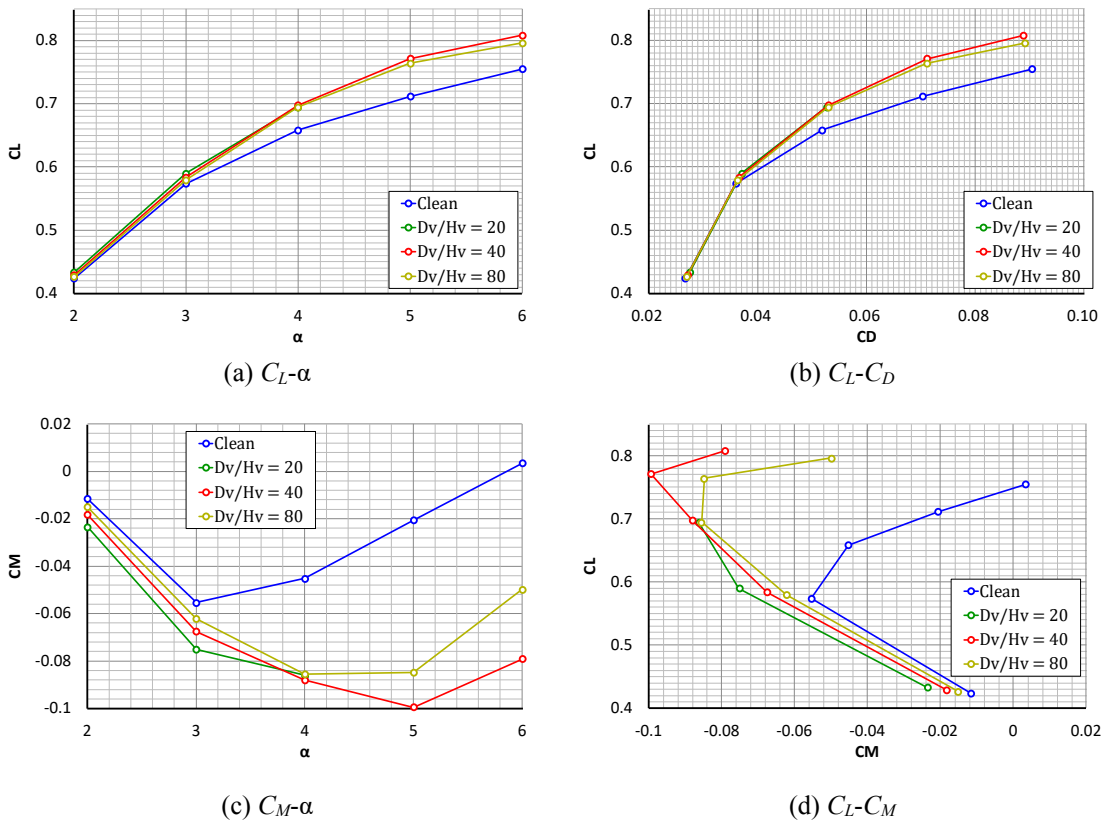 0.8
0.7
0.6
0.5
0.4
CL
2 3 4 5 6
α
Clean
Dv/Hv = 20
Dv/Hv = 40
Dv/Hv = 80
(a) C_L-α
0.8
0.7
0.6
0.5
0.4
CL
0.02 0.04 0.06 0.08 0.10
CD
Clean
Dv/Hv = 20
Dv/Hv = 40
Dv/Hv = 80
(b) C_L-C_D
0.02
0
-0.02
-0.04
-0.06
-0.08
-0.1
CM
2 3 4 5 6
α
Clean
Dv/Hv = 20
Dv/Hv = 40
Dv/Hv = 80
(c) C_M-α
0.8
0.7
0.6
0.5
0.4
CL
-0.1 -0.08 -0.06 -0.04 -0.02 0 0.02
CM
Clean
Dv/Hv = 20
Dv/Hv = 40
Dv/Hv = 80
(d) C_L-C_M